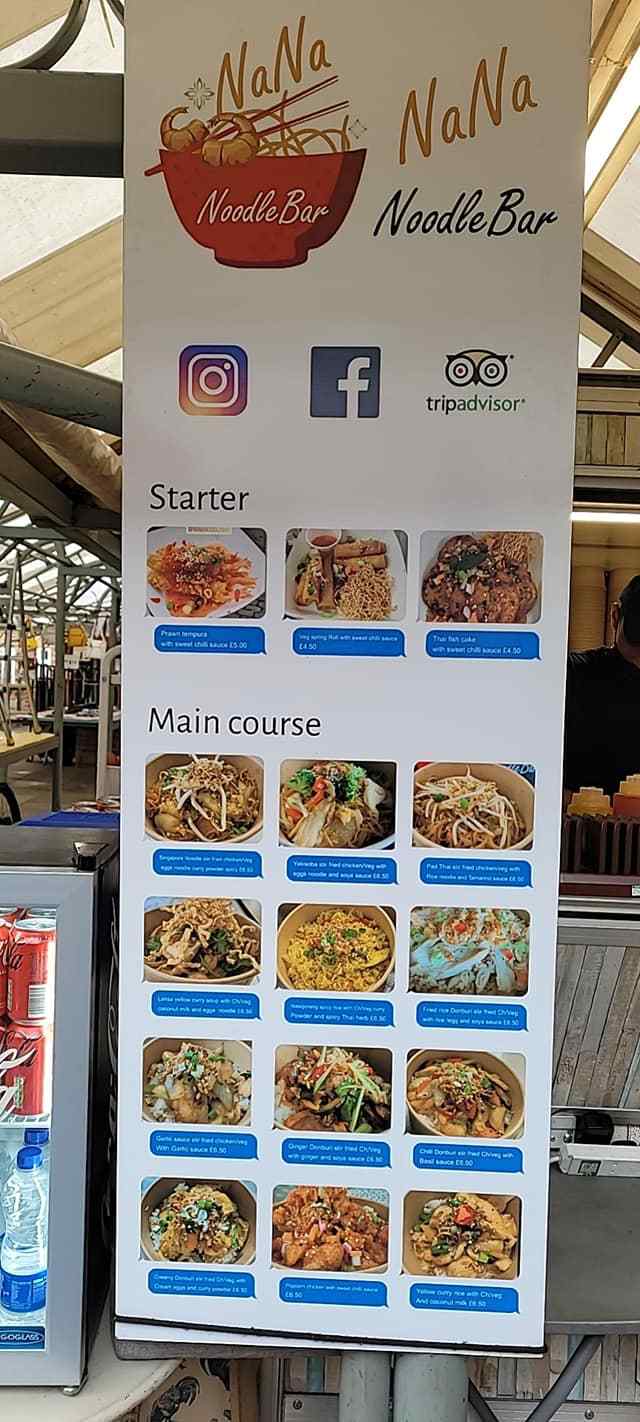 NaNa
NoodleBar
NaNa
NoodleBar
tripadvisor
Starter
Prawn tempura
with sweet chilli sauce £5.00
Veg spring Roll with sweet chilli sauce
£4.50
Thai fish cake
with sweet chilli sauce £4.50
Main course
Singapore Noodle stir fried chicken/Veg
eggs noodle curry powder spicy £6.50
Yakisoba stir fried chicken/Veg with
eggs noodle and soya sauce £6.50
Pad Thai stir fried chicken/veg with
Rice noodle and Tamarind sauce £6.50
Laksa yellow curry soup with Ch/veg
coconut milk and eggs noodle £6.50
spicy rice with Ch/veg curry
Powder and spicy Thai herb £6.50
Fried rice Donburi stir fried Ch/Veg
with rice /egg and soya sauce £6.50
Garlic sauce stir fried chicken/veg
With Garlic sauce £6.50
Ginger Donburi stir fried Ch/Veg
with ginger and soya sauce £6.50
Chilli Donburi stir fried Ch/veg with
Basil sauce £6.50
Creamy Donburi stir fried Ch/Veg with
Cream eggs and curry powder £6.50
Popcorn chicken with sweet chilli sauce
£6.50
Yellow curry rice with Ch/veg
And coconut milk £6.50